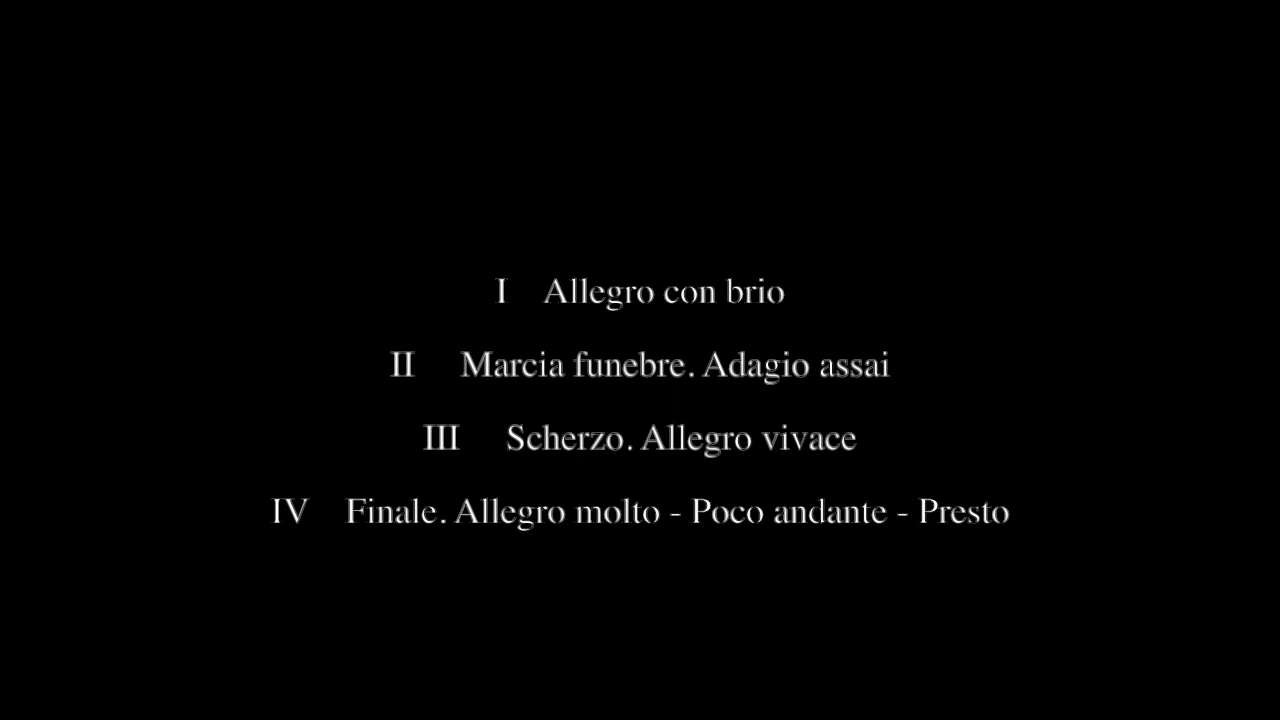 I Allegro con brio
II Marcia funebre. Adagio assai
III Scherzo. Allegro vivace
IV Finale. Allegro molto - Poco andante - Presto